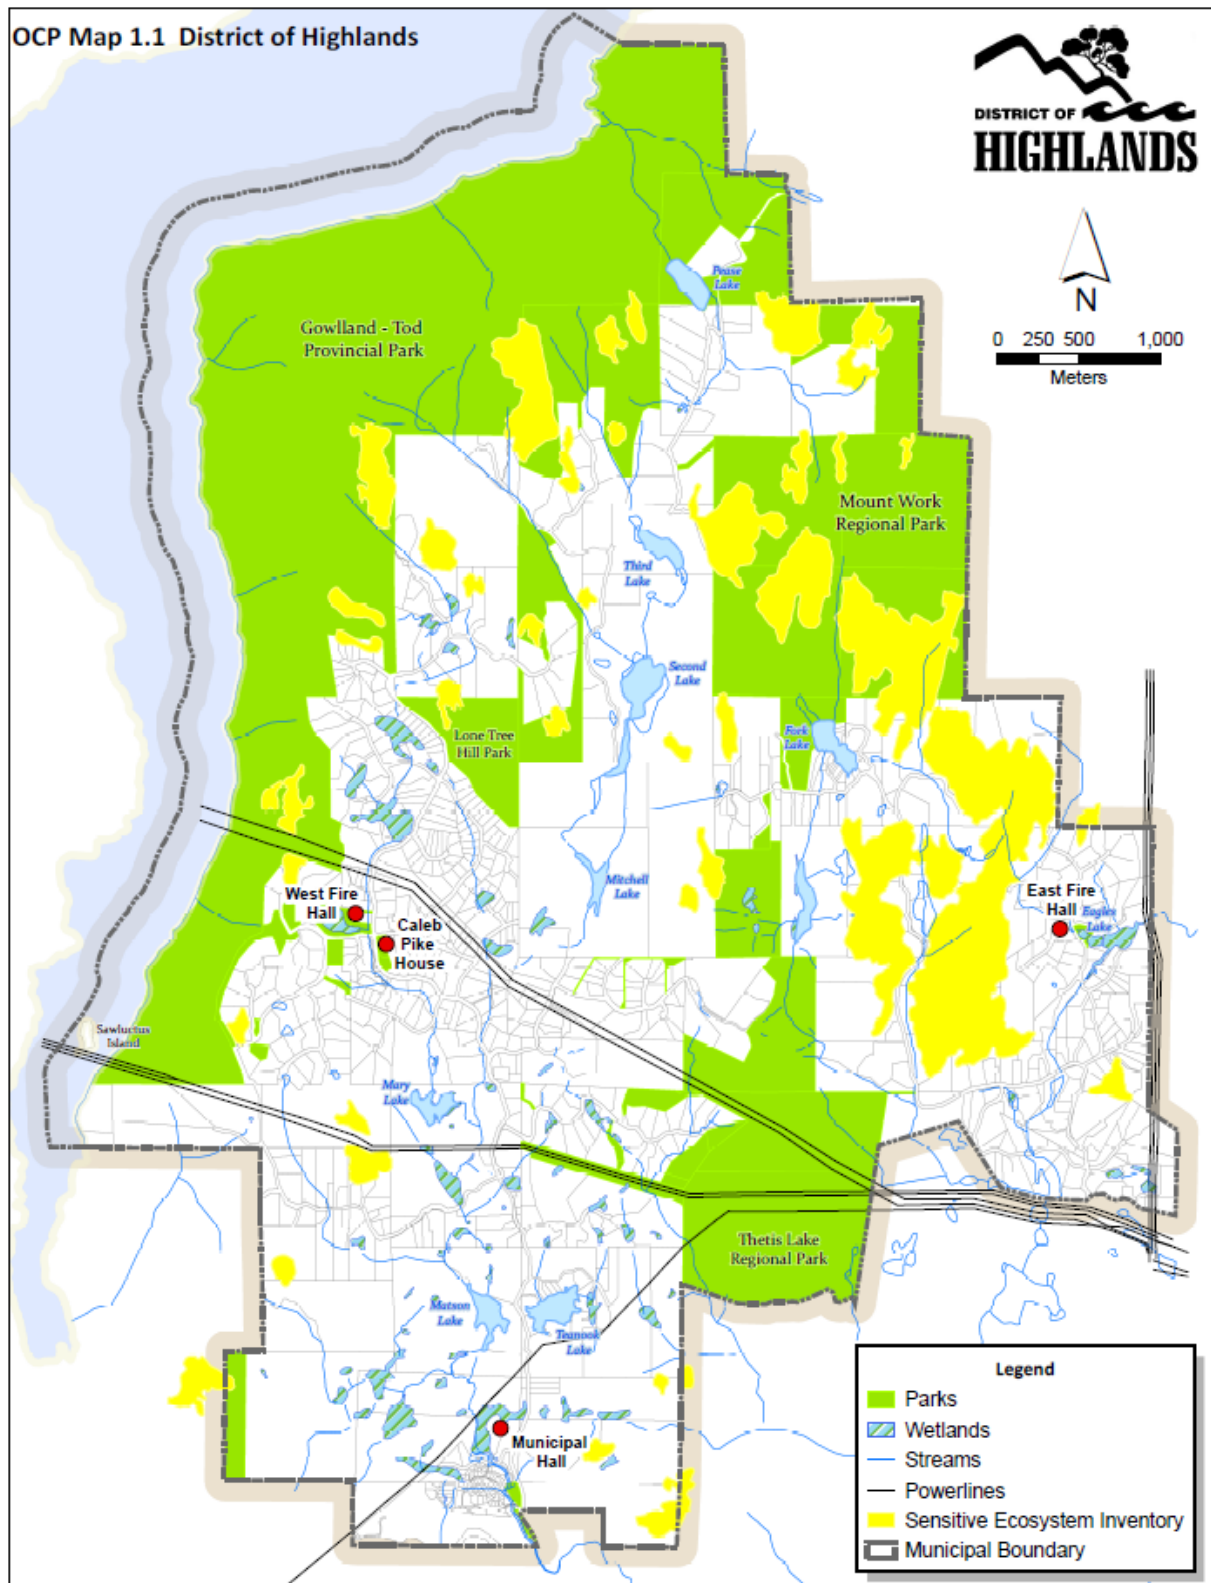 OCP Map 1.1 District of Highlands
DISTRICT OF
HIGHLANDS
N
0 250 500 1,000
Meters
Pease
Lake
Gowlland - Tod
Provincial Park
Mount Work
Regional Park
Third
Lake
Second
Lake
Lone Tree
Hill Park
Fork
Lake
Mitchell
Lake
West Fire
Hall
Caleb
Pike
House
East Fire
Hall
Eagles
Lake
Sawluctus
Island
Mary
Lake
Thetis Lake
Regional Park
Matson
Lake
Teanook
Lake
Municipal
Hall
Legend
Parks
Wetlands
Streams
Powerlines
Sensitive Ecosystem Inventory
Municipal Boundary